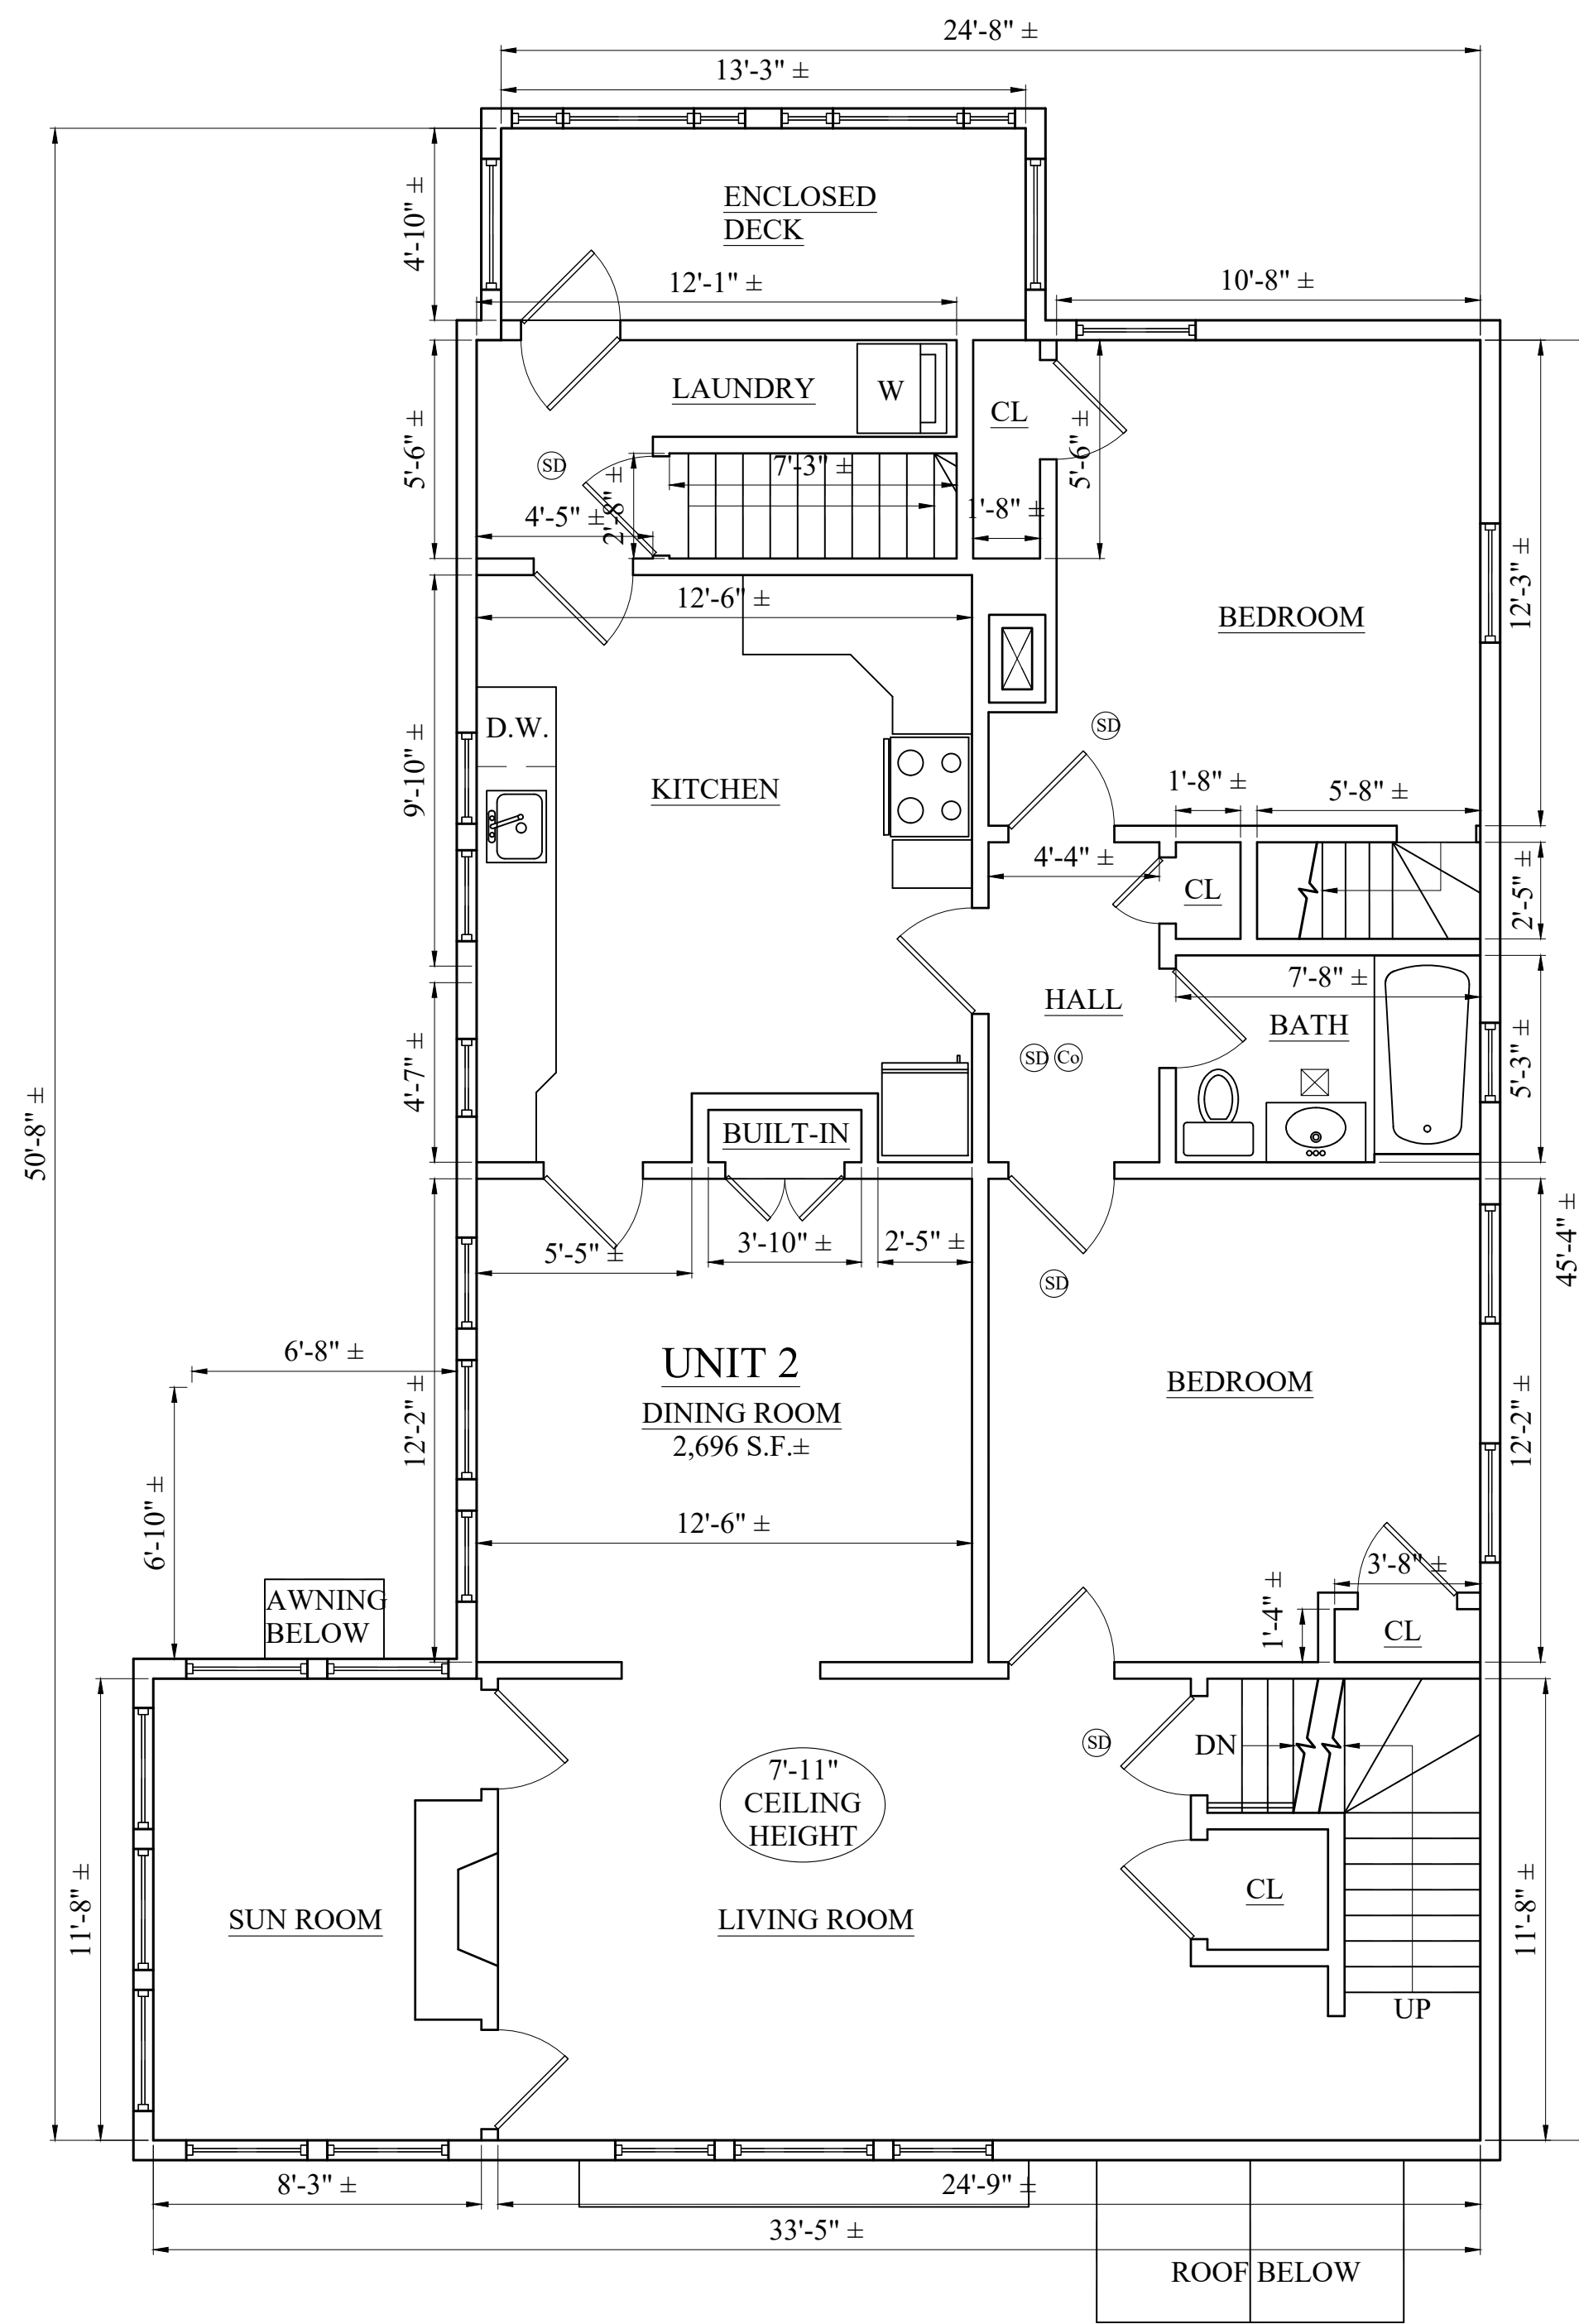 24'-8" ±
13'-3" ±
ENCLOSED
DECK
4'-10" ±
12'-1" ±
10'-8" ±
LAUNDRY
W
CL
5'-6" ±
5'-6" ±
SD
7'-3" ±
2'-8" ±
4'-5" ±
1'-8" ±
12'-6" ±
BEDROOM
12'-3" ±
D.W.
SD
9'-10" ±
KITCHEN
1'-8" ±
5'-8" ±
4'-4" ±
CL
2'-5" ±
7'-8" ±
HALL
BATH
SD
Co
5'-3" ±
4'-7" ±
50'-8" ±
BUILT-IN
5'-5" ±
3'-10" ±
2'-5" ±
45'-4" ±
SD
6'-8" ±
UNIT 2
DINING ROOM
2,696 S.F.±
BEDROOM
12'-2" ±
12'-2" ±
6'-10" ±
12'-6" ±
3'-8" ±
1'-4" ±
AWNING
BELOW
CL
SD
DN
7'-11"
CEILING
HEIGHT
CL
11'-8" ±
SUN ROOM
LIVING ROOM
11'-8" ±
UP
8'-3" ±
24'-9" ±
33'-5" ±
ROOF BELOW